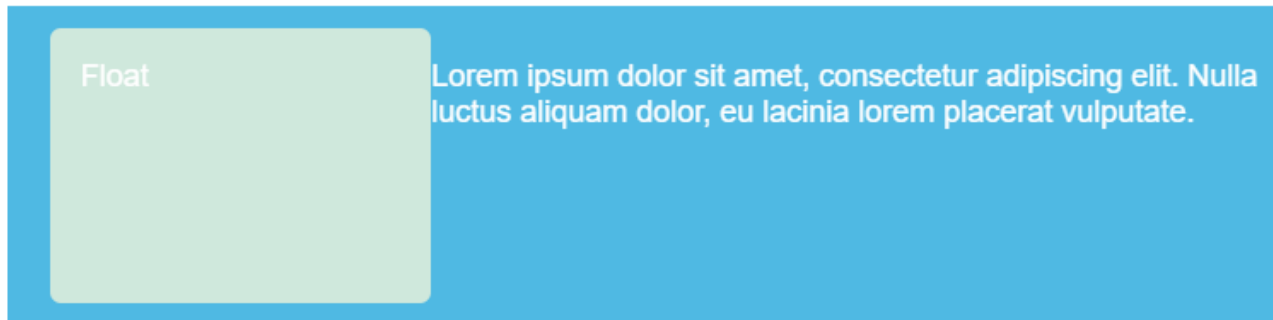 Float
Lorem ipsum dolor sit amet, consectetur adipiscing elit. Nulla
luctus aliquam dolor, eu lacinia lorem placerat vulputate.